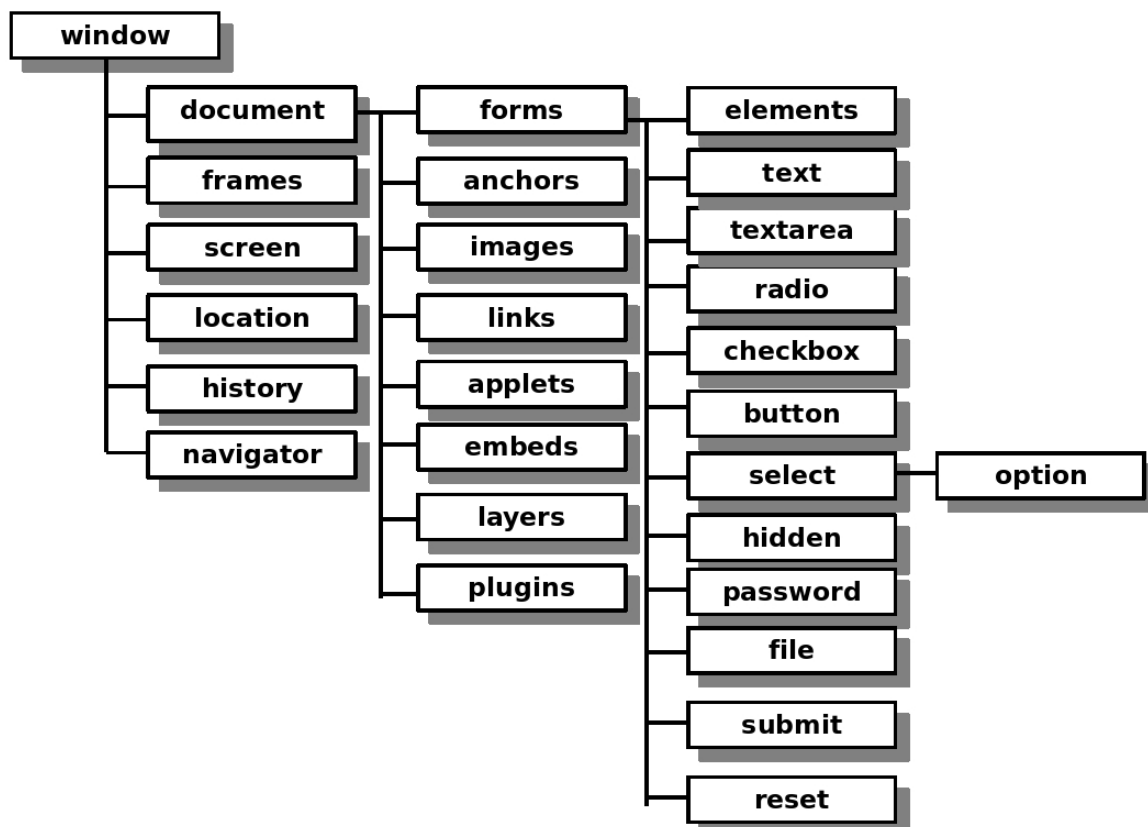 window
document
frames
screen
location
history
navigator
forms
anchors
images
links
applets
embeds
layers
plugins
elements
text
textarea
radio
checkbox
button
select
hidden
password
file
submit
reset
option